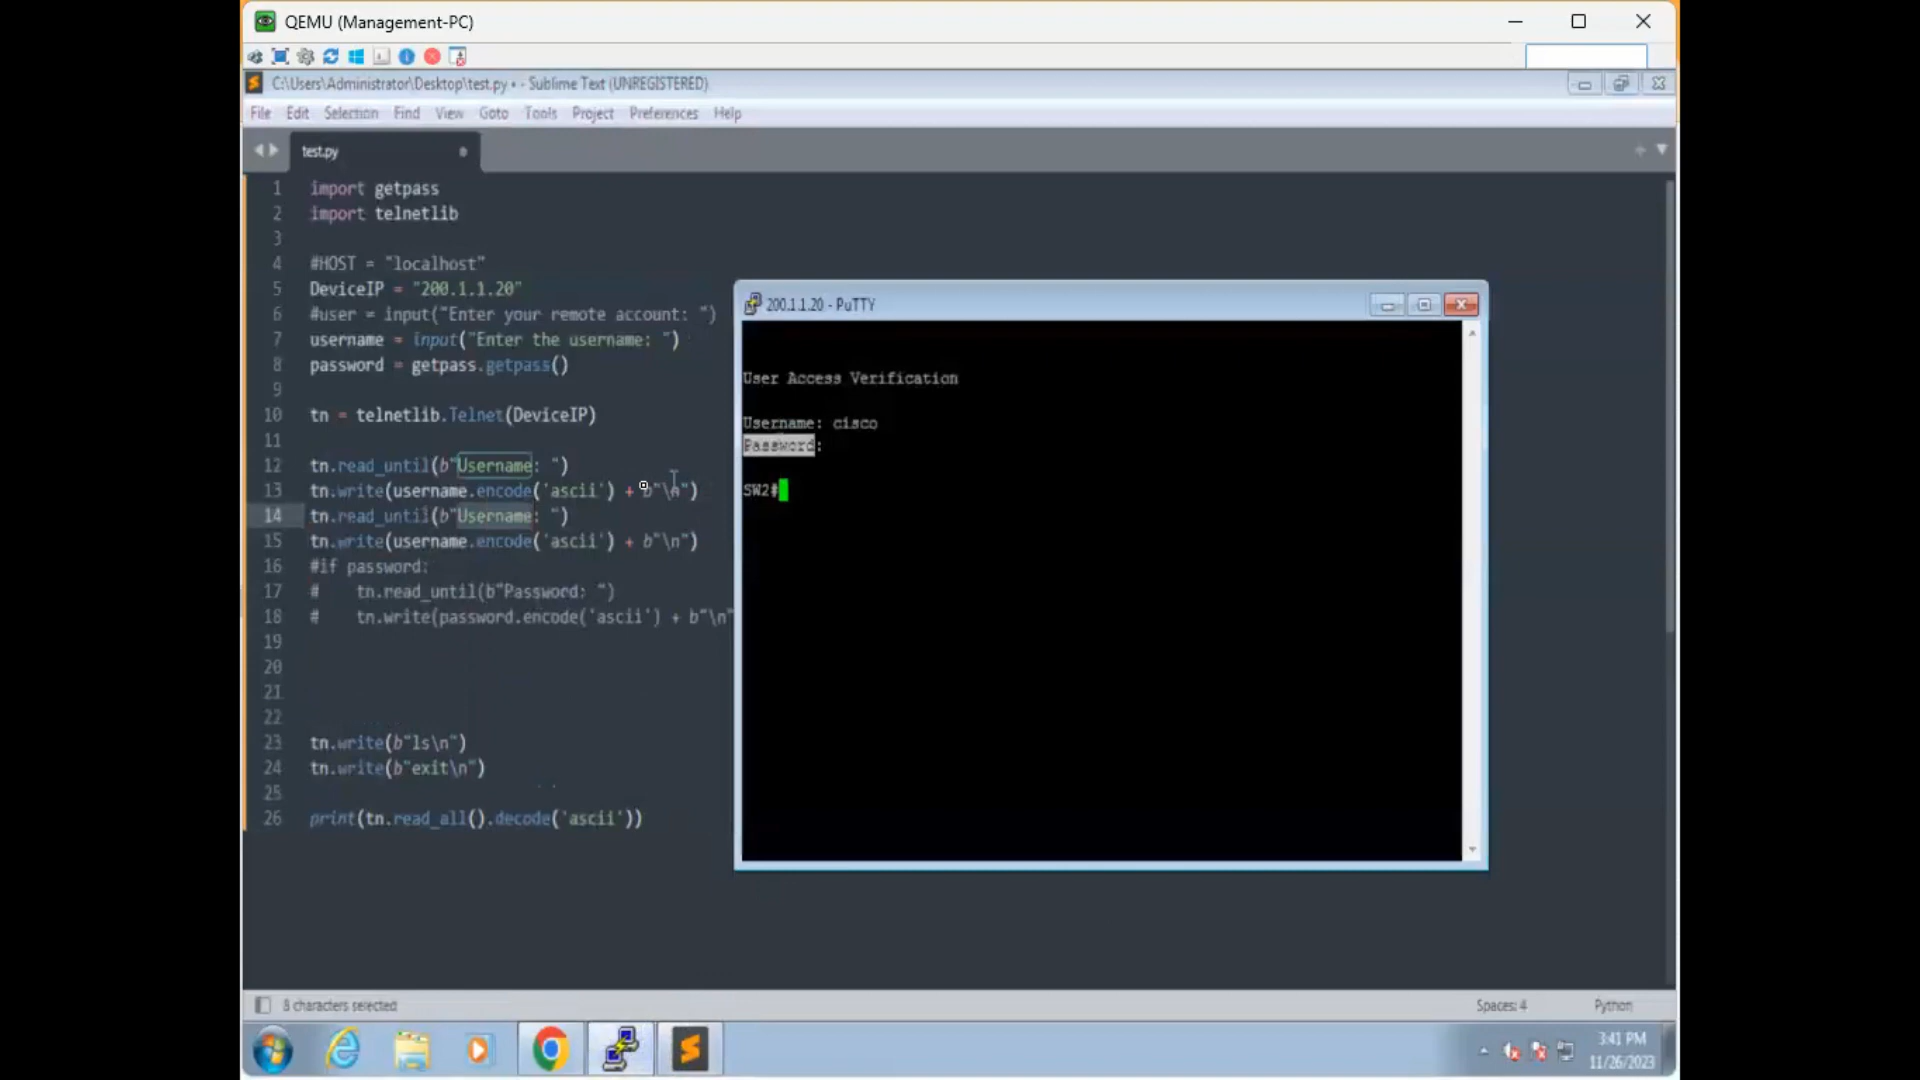 QEMU (Management-PC)
C:\Users\Administrator\Desktop\test.py • - Sublime Text (UNREGISTERED)
File Edit Selection Find View Goto Tools Project Preferences Help
test.py
1 import getpass
2 import telnetlib
3
4 #HOST = "localhost"
5 DeviceIP = "200.1.1.20"
6 #user = input("Enter your remote account: ")
7 username = input("Enter the username: ")
8 password = getpass.getpass()
9
10 tn = telnetlib.Telnet(DeviceIP)
11
12 tn.read_until(b"Username: ")
13 tn.write(username.encode('ascii') + b"\n")
14 tn.read_until(b"Username: ")
15 tn.write(username.encode('ascii') + b"\n")
16 #if password:
17 #    tn.read_until(b"Password: ")
18 #    tn.write(password.encode('ascii') + b"\n"
19
20
21
22
23 tn.write(b"ls\n")
24 tn.write(b"exit\n")
25
26 print(tn.read_all().decode('ascii'))
200.1.1.20 - PuTTY
User Access Verification
Username: cisco
Password:
SW2#
8 characters selected
Spaces: 4 Python
3:41 PM
11/26/2023